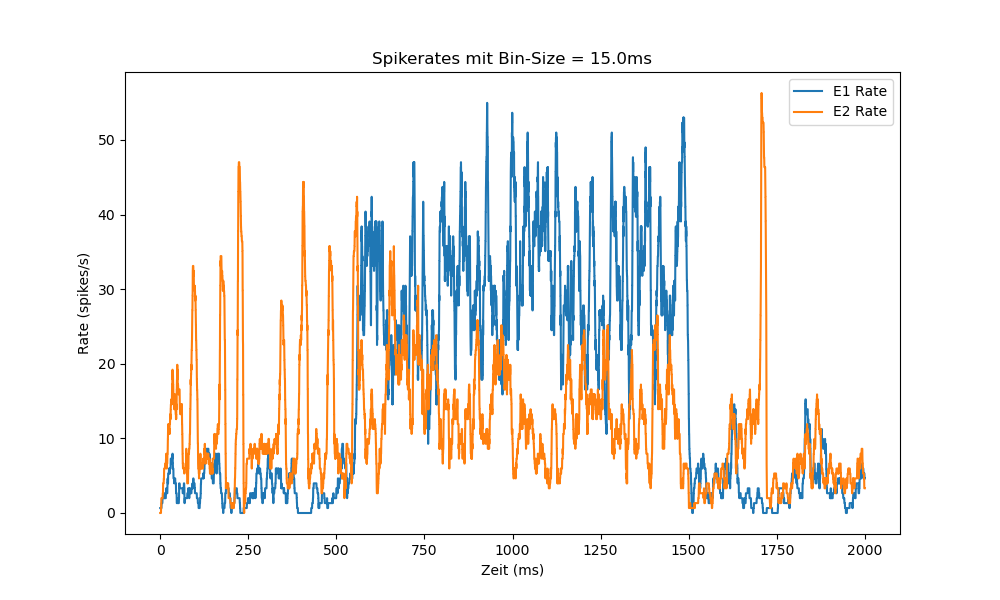 Spikerates mit Bin-Size = 15.0ms
E1 Rate
E2 Rate
50
40
30
20
10
0
Rate (spikes/s)
0 250 500 750 1000 1250 1500 1750 2000
Zeit (ms)